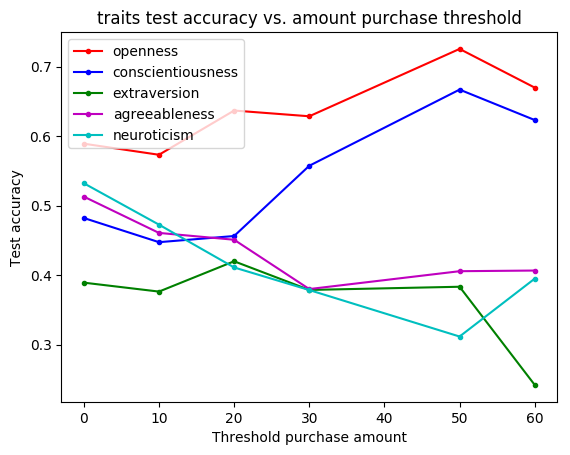 traits test accuracy vs. amount purchase threshold
openness
conscientiousness
extraversion
agreeableness
neuroticism
Test accuracy
0.7
0.6
0.5
0.4
0.3
0 10 20 30 40 50 60
Threshold purchase amount